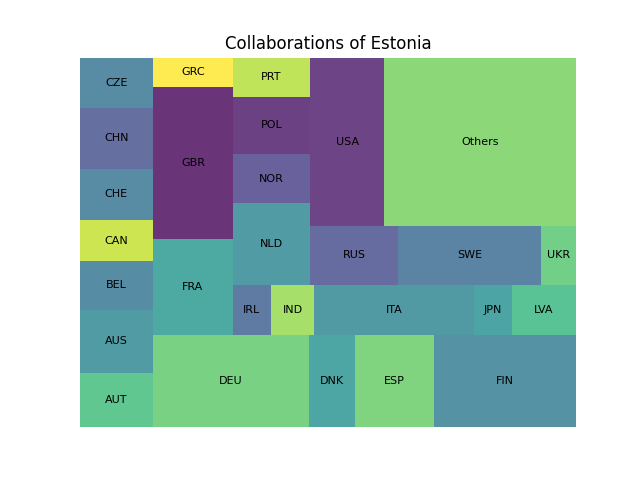 Collaborations of Estonia
CZE
CHN
CHE
CAN
BEL
AUS
AUT
GRC
GBR
FRA
DEU
PRT
POL
NOR
NLD
IRL
IND
USA
Others
RUS
SWE
UKR
ITA
JPN
LVA
DNK
ESP
FIN